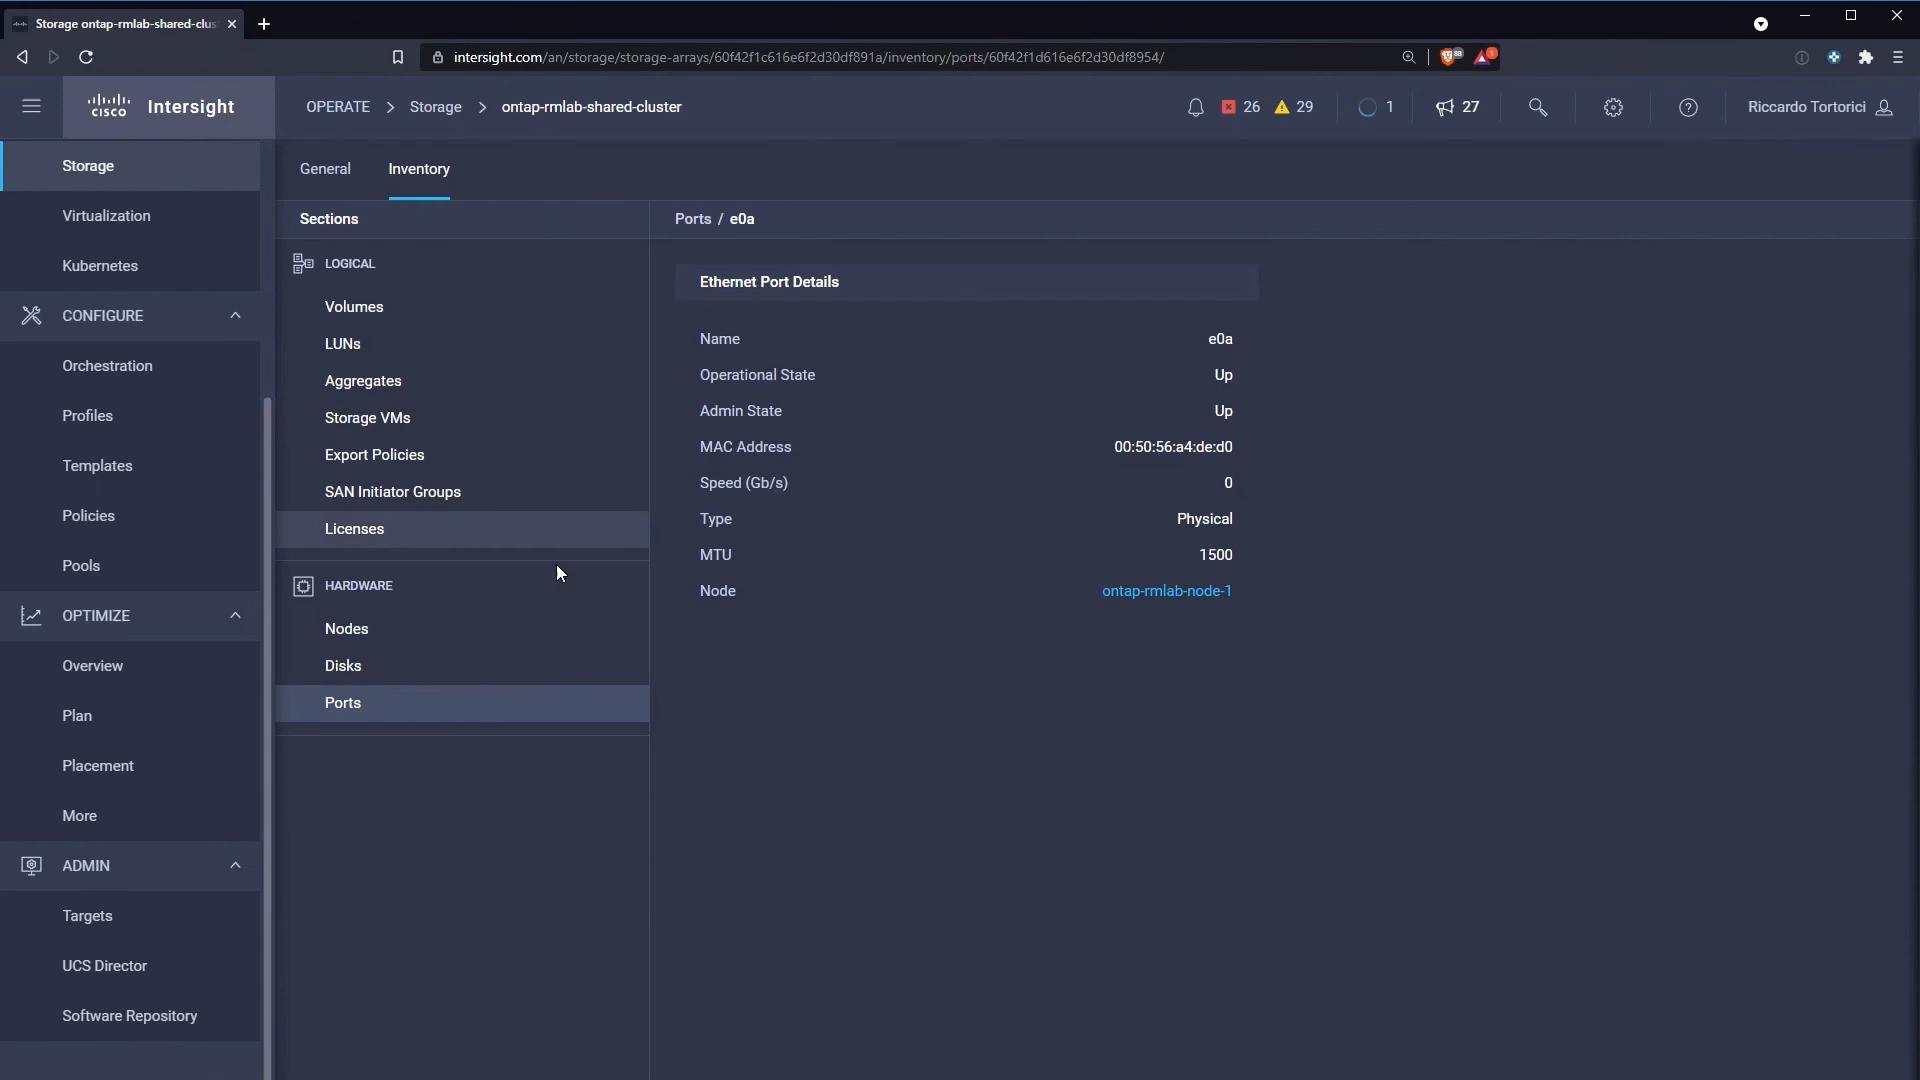 Storage ontap-rmlab-shared-clus
intersight.com/an/storage/storage-arrays/60f42f1c616e6f2d30df891a/inventory/ports/60f42f1d616e6f2d30df8954/
88
1
CISCO Intersight
OPERATE > Storage > ontap-rmlab-shared-cluster
26 29 1 27
Riccardo Tortorici
Storage
Virtualization
Kubernetes
CONFIGURE
Orchestration
Profiles
Templates
Policies
Pools
OPTIMIZE
Overview
Plan
Placement
More
ADMIN
Targets
UCS Director
Software Repository
General Inventory
Sections
LOGICAL
Volumes
LUNs
Aggregates
Storage VMs
Export Policies
SAN Initiator Groups
Licenses
HARDWARE
Nodes
Disks
Ports
Ports / e0a
Ethernet Port Details
Name e0a
Operational State Up
Admin State Up
MAC Address 00:50:56:a4:de:d0
Speed (Gb/s) 0
Type Physical
MTU 1500
Node ontap-rmlab-node-1